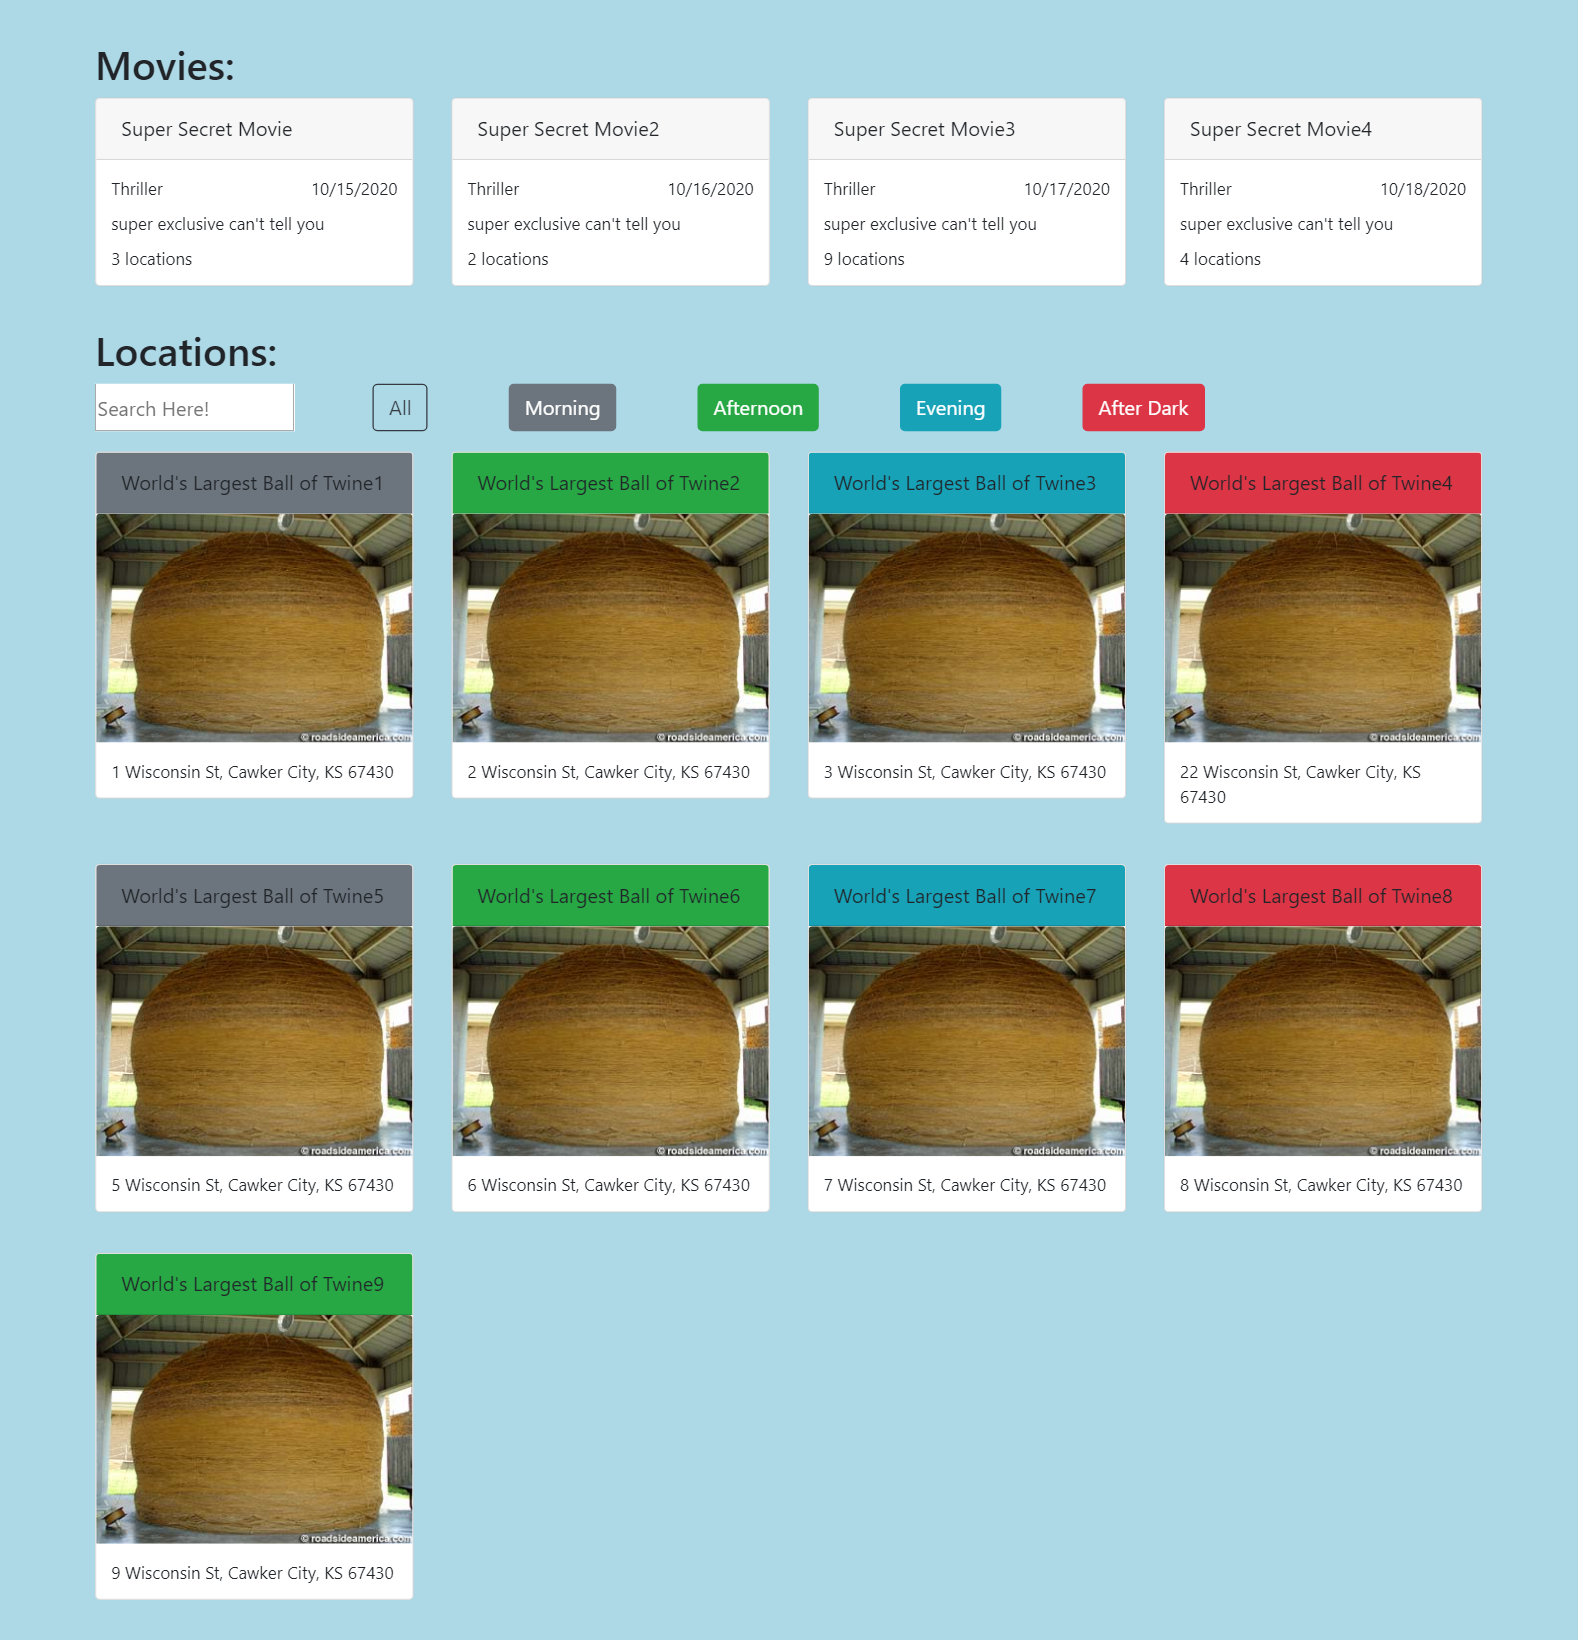 Movies:
Super Secret Movie
Thriller 10/15/2020
super exclusive can't tell you
3 locations
Super Secret Movie2
Thriller 10/16/2020
super exclusive can't tell you
2 locations
Super Secret Movie3
Thriller 10/17/2020
super exclusive can't tell you
9 locations
Super Secret Movie4
Thriller 10/18/2020
super exclusive can't tell you
4 locations
Locations:
Search Here! All Morning Afternoon Evening After Dark
World's Largest Ball of Twine1
© roadsideamerica.com
1 Wisconsin St, Cawker City, KS 67430
World's Largest Ball of Twine2
© roadsideamerica.com
2 Wisconsin St, Cawker City, KS 67430
World's Largest Ball of Twine3
© roadsideamerica.com
3 Wisconsin St, Cawker City, KS 67430
World's Largest Ball of Twine4
© roadsideamerica.com
22 Wisconsin St, Cawker City, KS
67430
World's Largest Ball of Twine5
© roadsideamerica.com
5 Wisconsin St, Cawker City, KS 67430
World's Largest Ball of Twine6
© roadsideamerica.com
6 Wisconsin St, Cawker City, KS 67430
World's Largest Ball of Twine7
© roadsideamerica.com
7 Wisconsin St, Cawker City, KS 67430
World's Largest Ball of Twine8
© roadsideamerica.com
8 Wisconsin St, Cawker City, KS 67430
World's Largest Ball of Twine9
© roadsideamerica.com
9 Wisconsin St, Cawker City, KS 67430